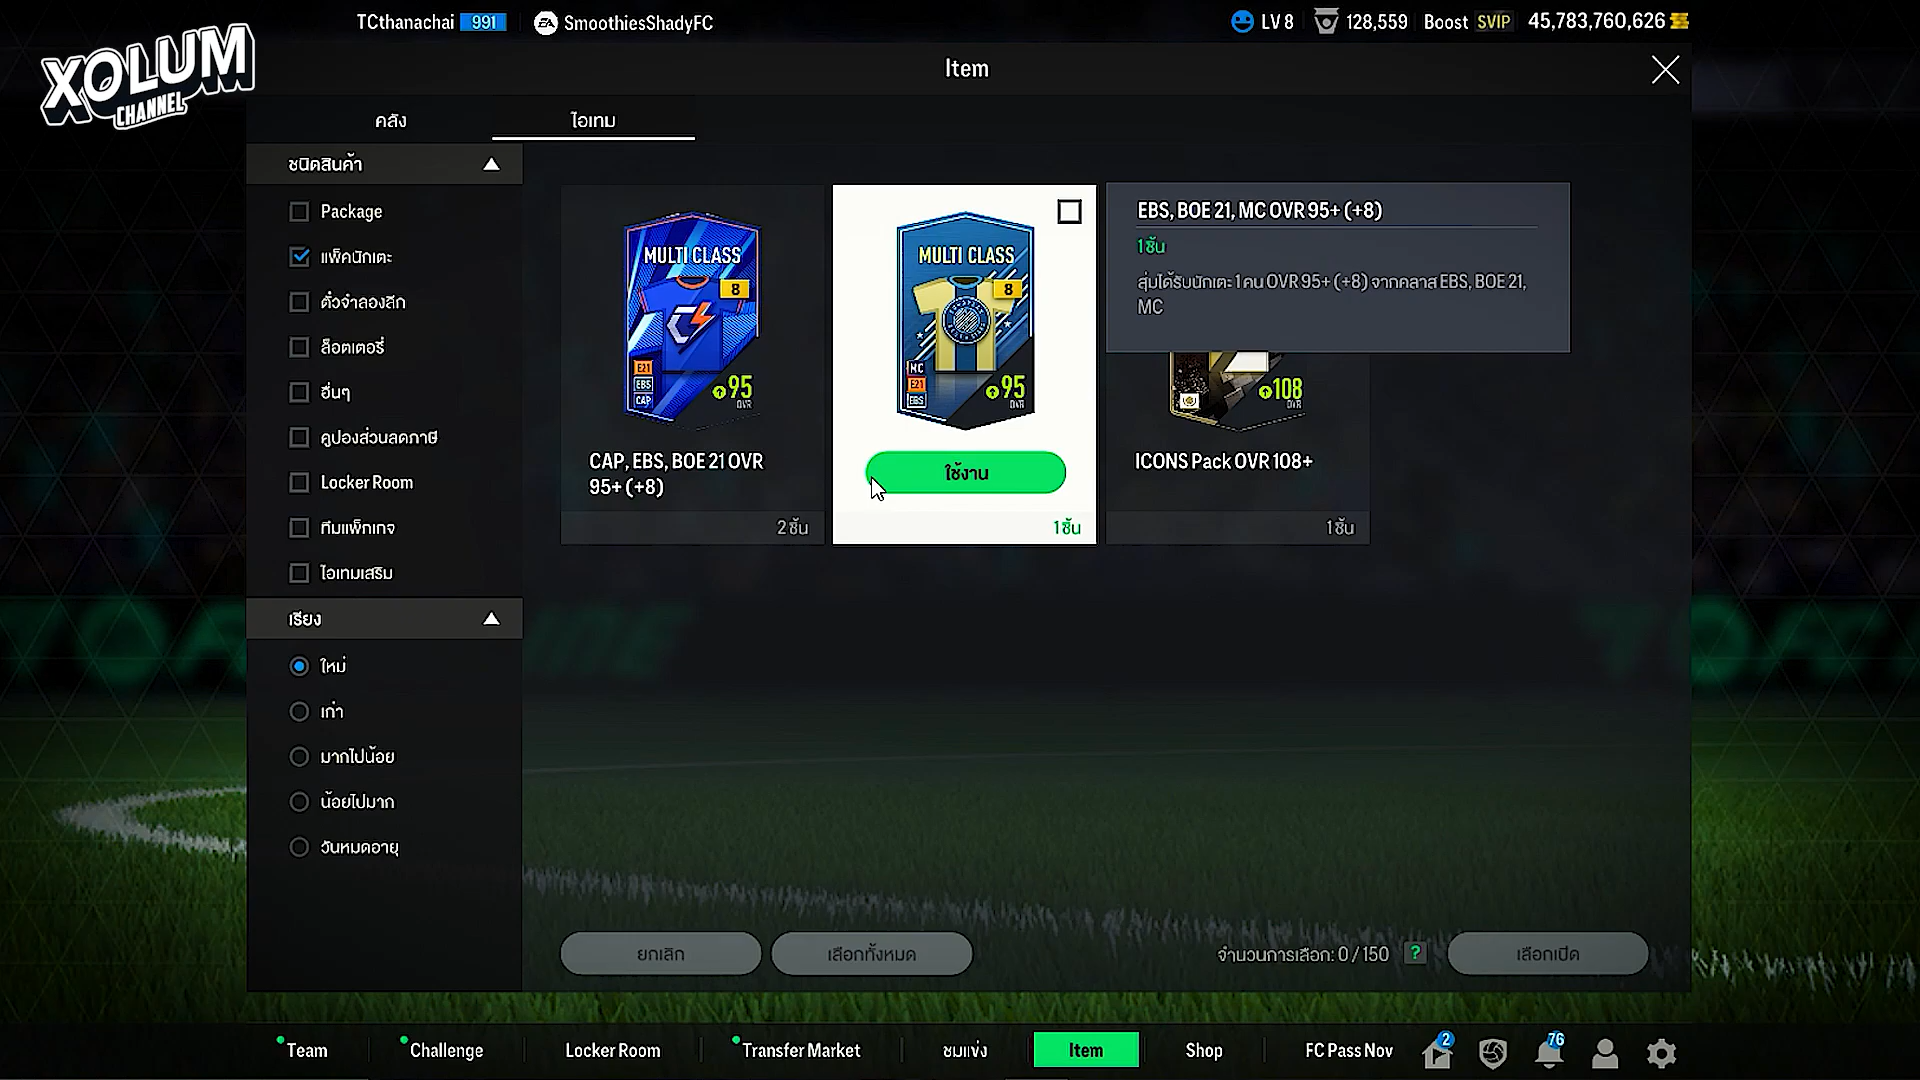 TCthanachai 991 EA SmoothiesShadyFC LV 8 128,559 Boost SVIP 45,783,760,626
XOLUM
CHANNEL
Item
คลัง ไอเทม
ชนิดสินค้า
Package
แพ็คนักเตะ
ตั๋วจำลองลีก
ล็อตเตอรี่
อื่นๆ
คูปองส่วนลดภาษี
Locker Room
ทีมแพ็กเกจ
ไอเทมเสริม
เรียง
ใหม่
เก่า
มากไปน้อย
น้อยไปมาก
วันหมดอายุ
MULTI CLASS
8
E21
EBS
CAP
95
OVR
CAP, EBS, BOE 21 OVR
95+ (+8)
2 ชิ้น
MULTI CLASS
8
MC
E21
EBS
95
OVR
ใช้งาน
1 ชิ้น
EBS, BOE 21, MC OVR 95+ (+8)
1 ชิ้น
สุ่มได้รับนักเตะ 1 คน OVR 95+ (+8) จากคลาส EBS, BOE 21,
MC
108
OVR
ICONS Pack OVR 108+
1 ชิ้น
ยกเลิก เลือกทั้งหมด จำนวนการเลือก: 0 / 150 ? เลือกเปิด
Team Challenge Locker Room Transfer Market ชมแข่ง Item Shop FC Pass Nov 2 76